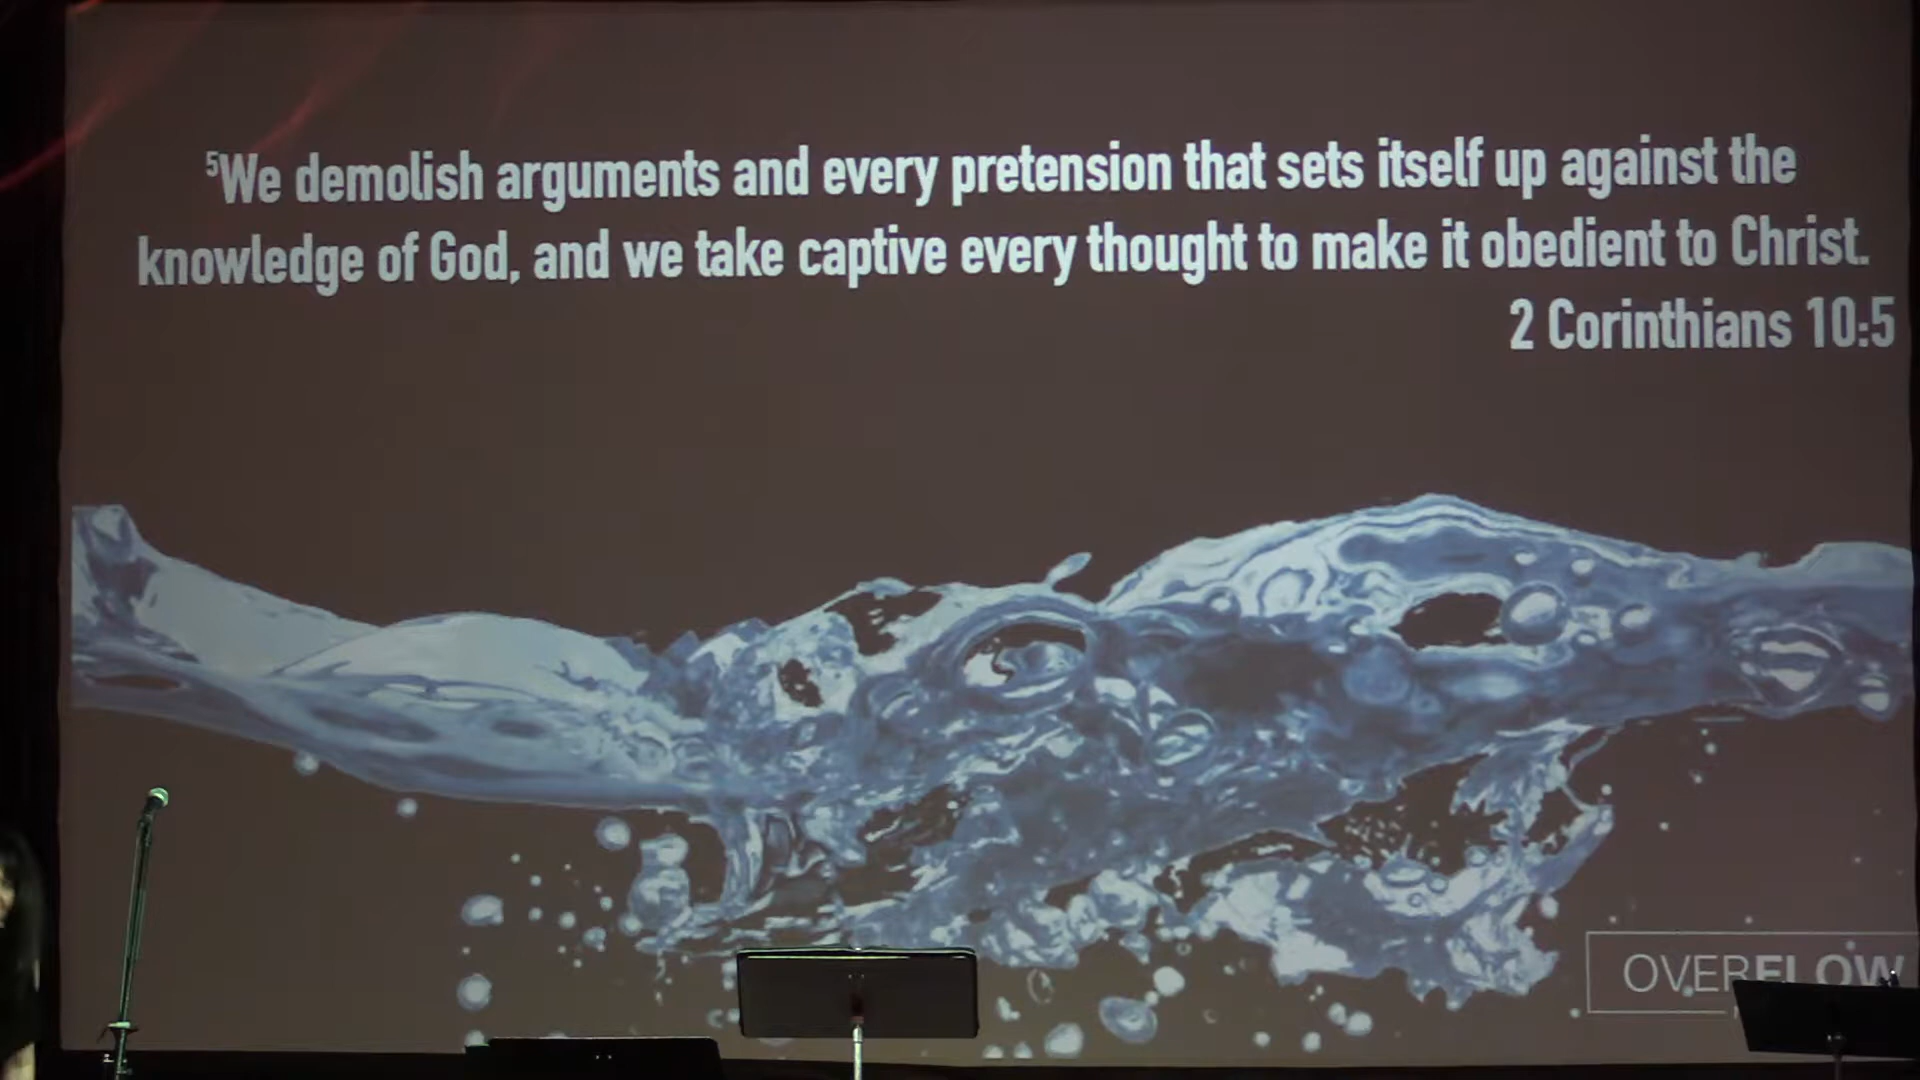 ⁵We demolish arguments and every pretension that sets itself up against the
knowledge of God, and we take captive every thought to make it obedient to Christ.
2 Corinthians 10:5
OVERFLOW